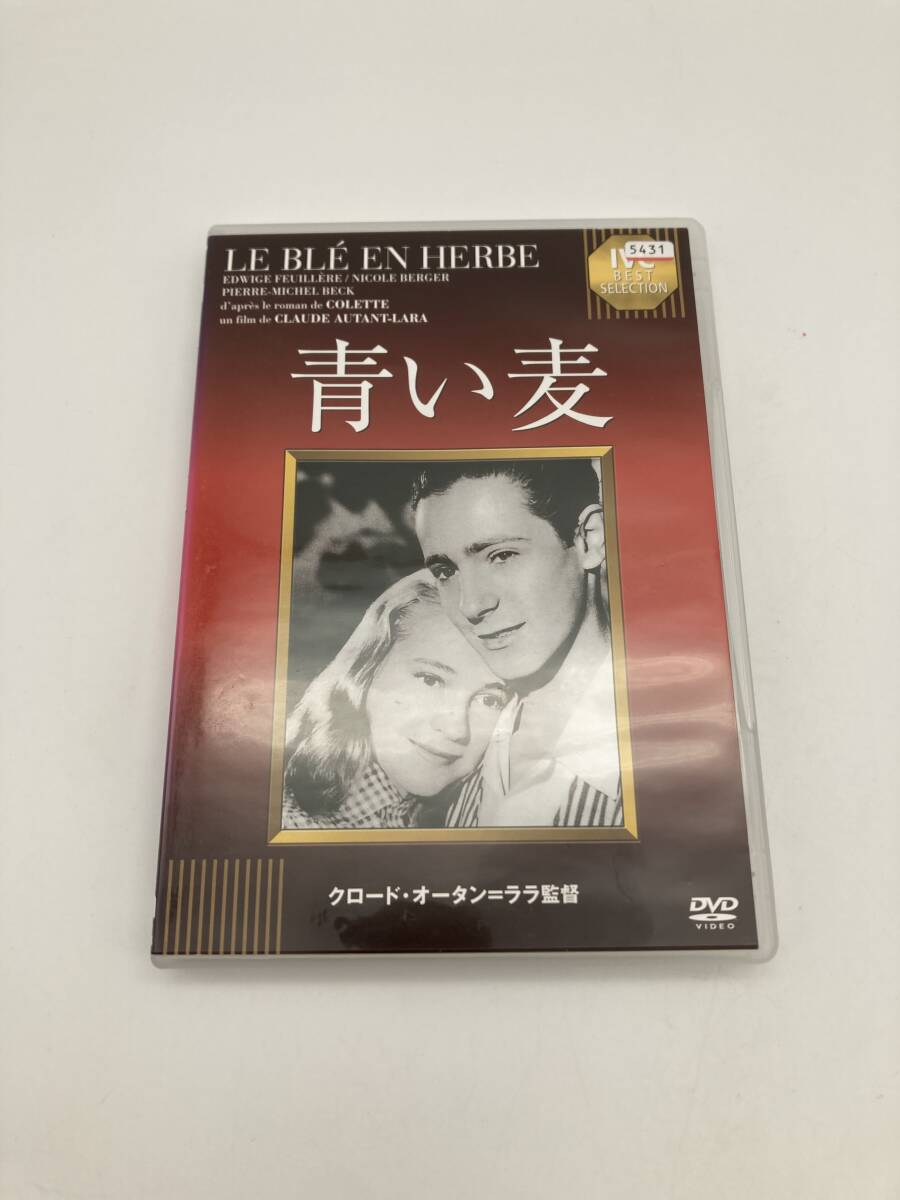 LE BLÉ EN HERBE
EDWIGE FEUILLÈRE / NICOLE BERGER
PIERRE-MICHEL BECK
d'après le roman de COLETTE
un film de CLAUDE AUTANT-LARA
5431
BEST
SELECTION
青い麦
クロード・オータン=ララ監督
DVD
VIDEO